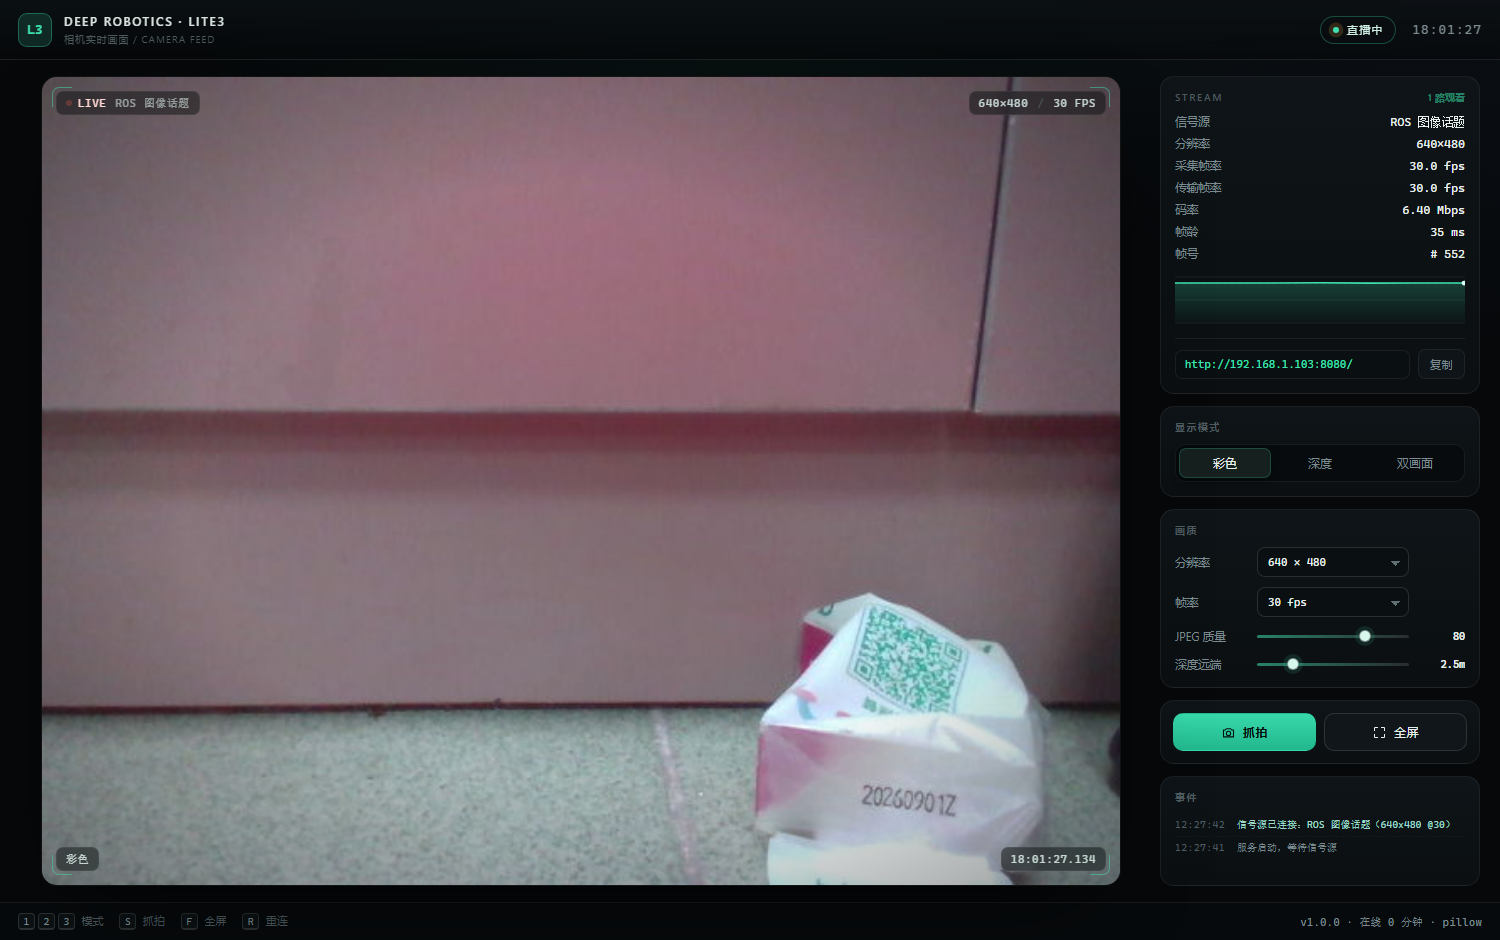 L3
DEEP ROBOTICS · LITE3
相机实时画面 / CAMERA FEED
直播中
18:01:27
LIVE ROS 图像话题
640×480 / 30 FPS
20260901Z
彩色
18:01:27.134
STREAM
1 路观看
信号源
ROS 图像话题
分辨率
640×480
采集帧率
30.0 fps
传输帧率
30.0 fps
码率
6.40 Mbps
帧龄
35 ms
帧号
# 552
http://192.168.1.103:8080/
复制
显示模式
彩色
深度
双画面
画质
分辨率
640 × 480
帧率
30 fps
JPEG 质量
80
深度远端
2.5m
抓拍
全屏
事件
12:27:42 信号源已连接: ROS 图像话题 (640x480 @30)
12:27:41 服务启动，等待信号源
1 2 3 模式 S 抓拍 F 全屏 R 重连
v1.0.0 · 在线 0 分钟 · pillow